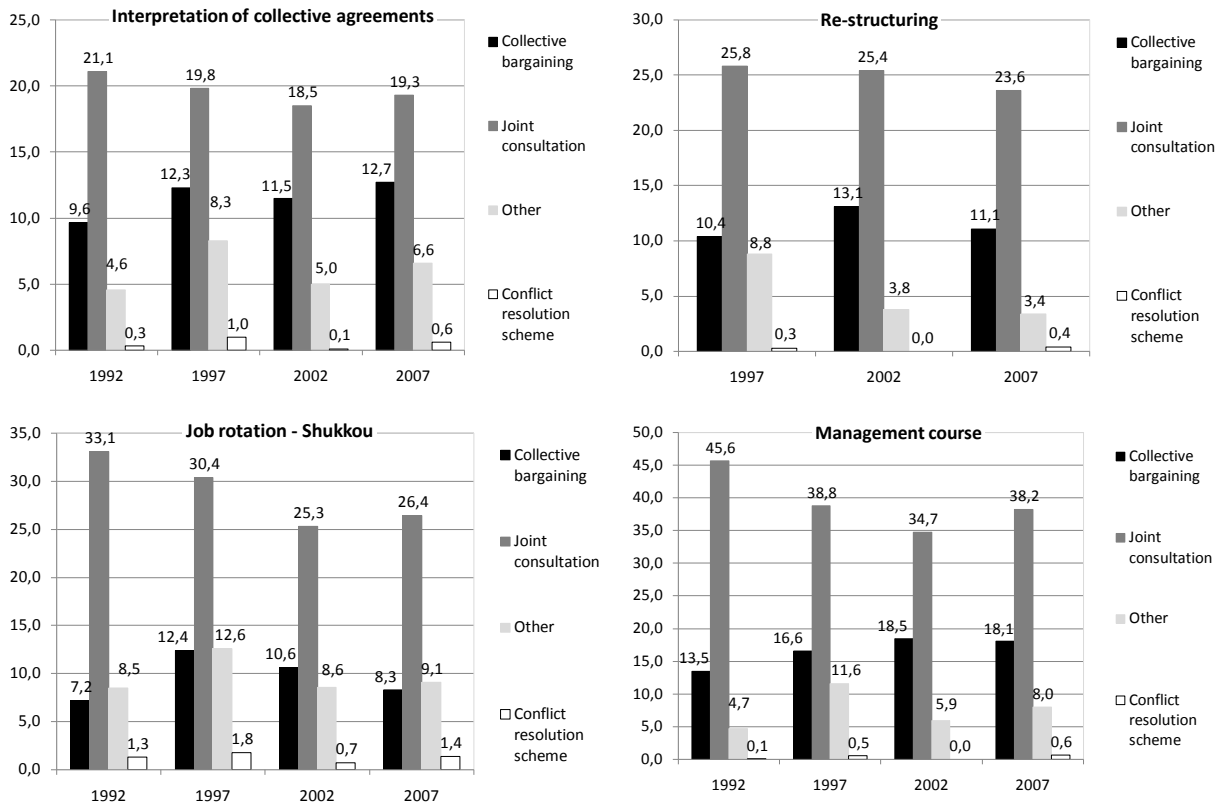 Interpretation of collective agreements
25,0
20,0
15,0
10,0
5,0
0,0
9,6
21,1
4,6
0,3
12,3
19,8
8,3
1,0
11,5
18,5
5,0
0,1
12,7
19,3
6,6
0,6
1992
1997
2002
2007
Collective
bargaining
Joint
consultation
Other
Conflict
resolution
scheme
Re-structuring
30,0
25,0
20,0
15,0
10,0
5,0
0,0
10,4
25,8
8,8
0,3
13,1
25,4
3,8
0,0
11,1
23,6
3,4
0,4
1997
2002
2007
Collective
bargaining
Joint
consultation
Other
Conflict
resolution
scheme
Job rotation - Shukkou
35,0
30,0
25,0
20,0
15,0
10,0
5,0
0,0
7,2
33,1
8,5
1,3
12,4
30,4
12,6
1,8
10,6
25,3
8,6
0,7
8,3
26,4
9,1
1,4
1992
1997
2002
2007
Collective
bargaining
Joint
consultation
Other
Conflict
resolution
scheme
Management course
50,0
45,0
40,0
35,0
30,0
25,0
20,0
15,0
10,0
5,0
0,0
13,5
45,6
4,7
0,1
16,6
38,8
11,6
0,5
18,5
34,7
5,9
0,0
18,1
38,2
8,0
0,6
1992
1997
2002
2007
Collective
bargaining
Joint
consultation
Other
Conflict
resolution
scheme